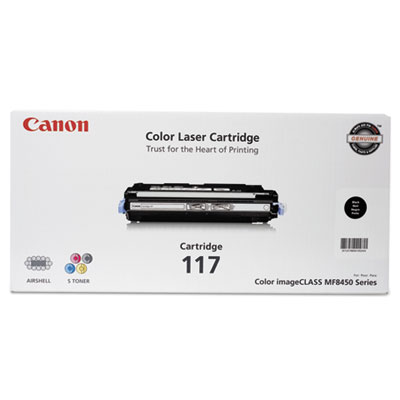 Canon
Color Laser Cartridge
Trust for the Heart of Printing
GENUINE
Cartridge
117
AIRSHELL
S TONER
Color imageCLASS MF8450 Series